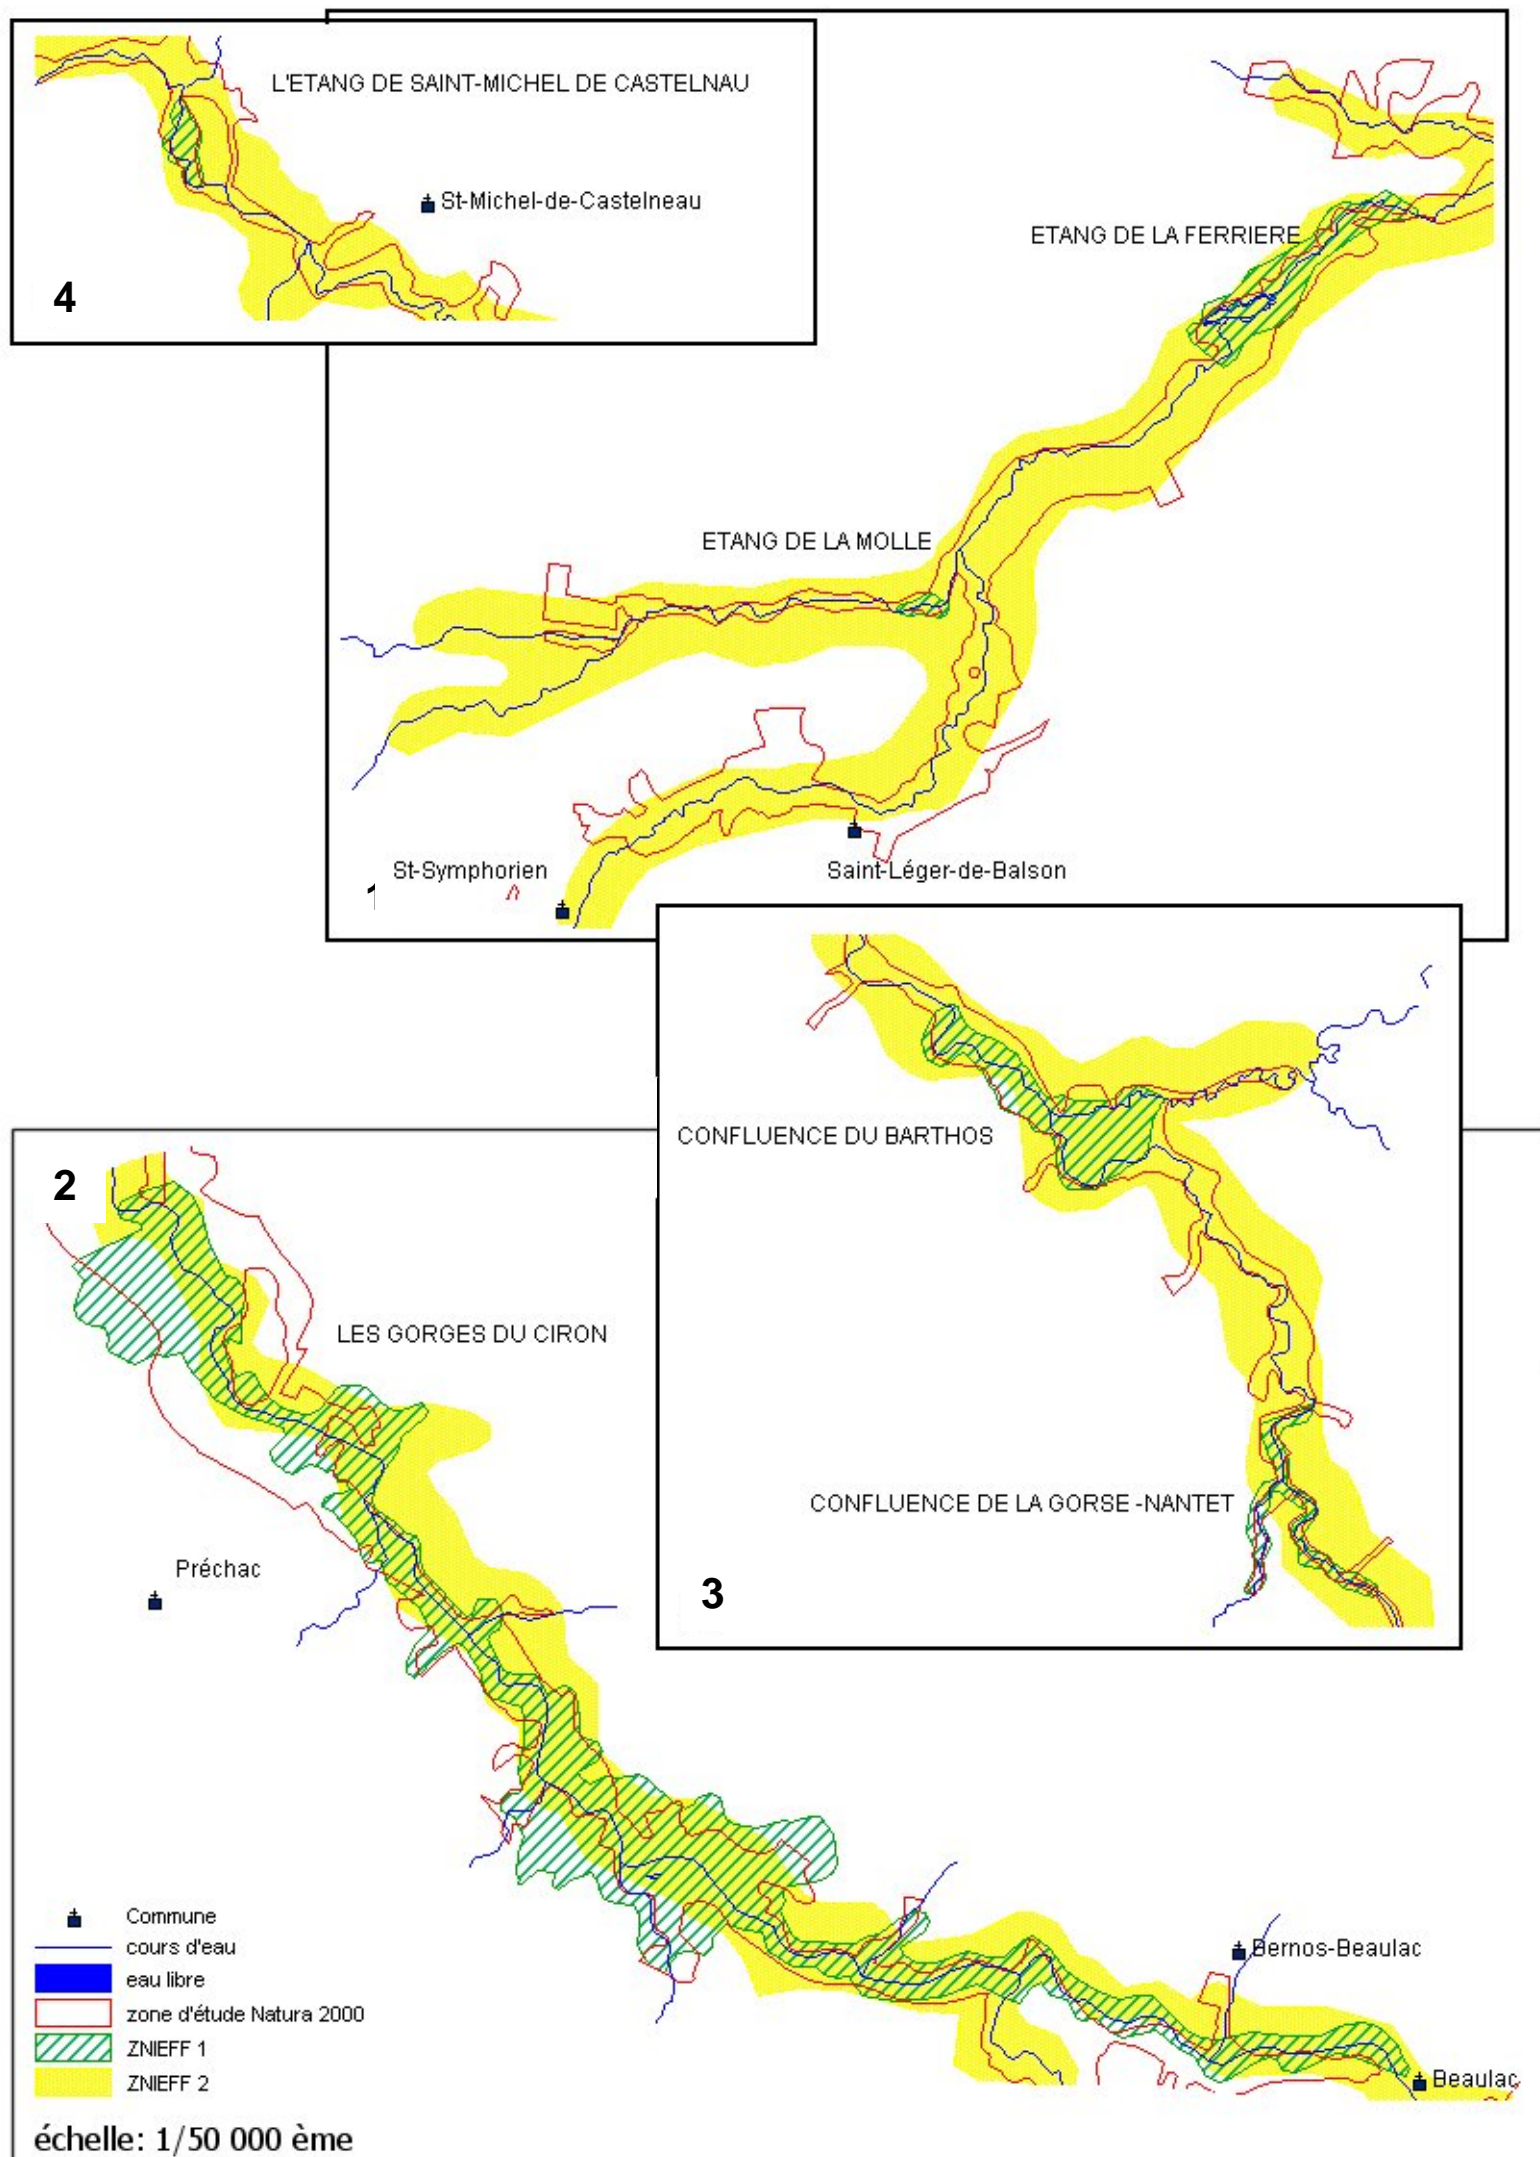 L'ETANG DE SAINT-MICHEL DE CASTELNAU
St-Michel-de-Castelneau
4
ETANG DE LA FERRIERE
ETANG DE LA MOLLE
St-Symphorien
Saint-Léger-de-Balson
1
CONFLUENCE DU BARTHOS
CONFLUENCE DE LA GORSE -NANTET
3
2
LES GORGES DU CIRON
Préchac
Bernos-Beaulac
Beaulac
Commune
cours d'eau
eau libre
zone d'étude Natura 2000
ZNIEFF 1
ZNIEFF 2
échelle: 1/50 000 ème